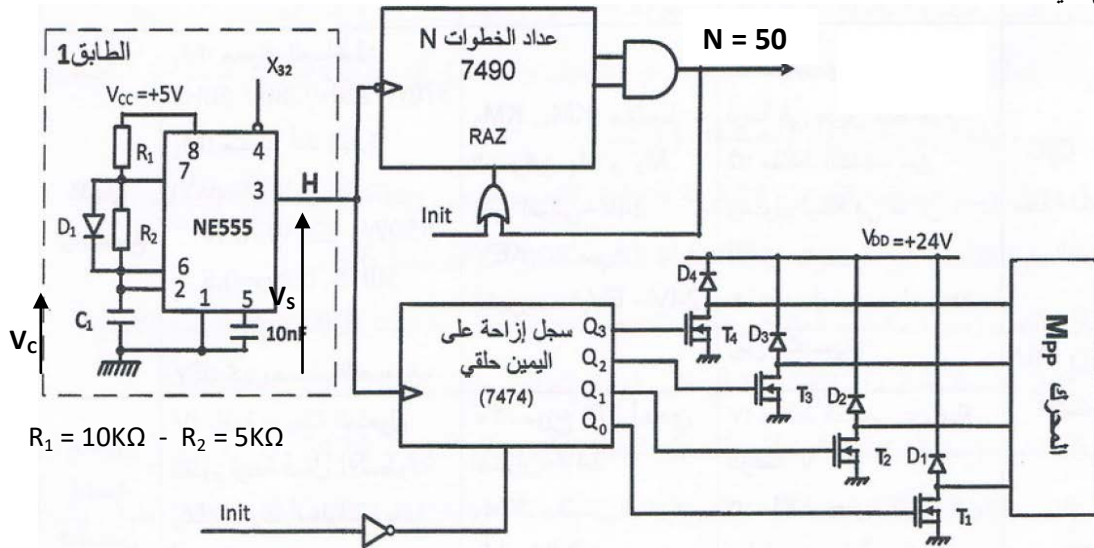 الطابق1
X32
VCC=+5V
R1
8
4
7
3
H
D1
R2
NE555
6
2
1
5
VS
C1
10nF
VC
R1 = 10KΩ - R2 = 5KΩ
عداد الخطوات N
7490
RAZ
N = 50
Init
VDD=+24V
سجل إزاحة على
اليمين حلقي
(7474)
Q3
Q2
Q1
Q0
D4
T4
D3
T3
D2
T2
D1
T1
المحرك
Mpp
Init